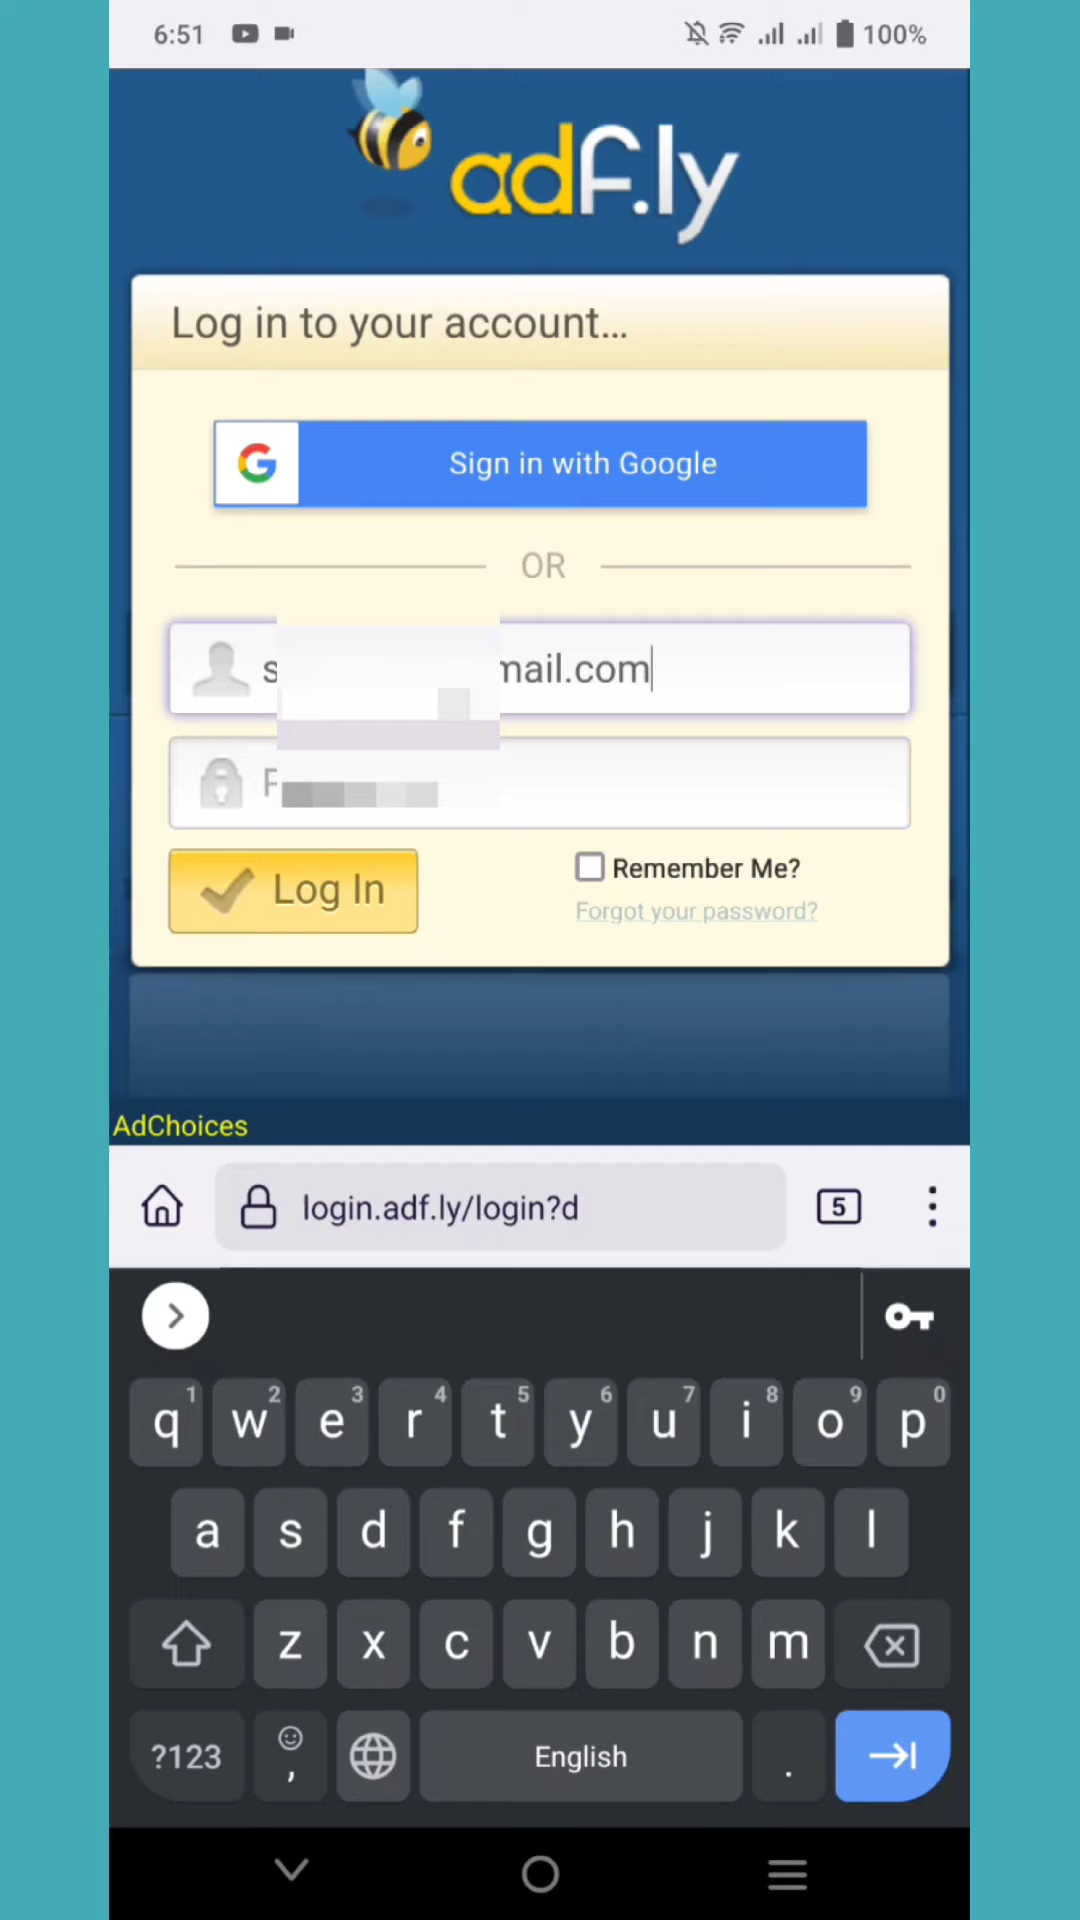 6:51
100%
adf.ly
Log in to your account...
G
Sign in with Google
OR
mail.com
Log In
Remember Me?
Forgot your password?
AdChoices
login.adf.ly/login?d
5
1 2 3 4 5 6 7 8 9 0
q w e r t y u i o p
a s d f g h j k l
z x c v b n m
?123 , English .